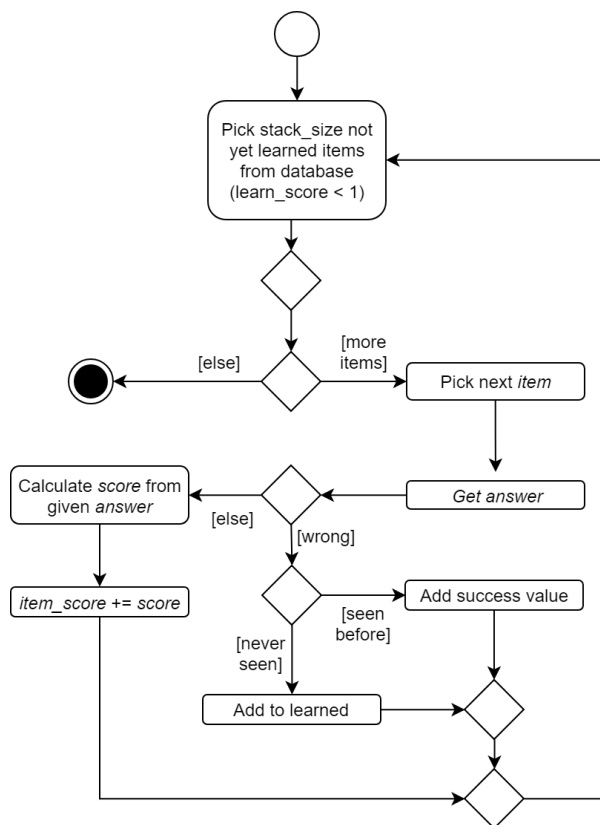 Pick stack_size not
yet learned items
from database
(learn_score < 1)
[else]
[more
items]
Pick next item
Calculate score from
given answer
[else]
Get answer
[wrong]
item_score += score
Add success value
[seen
before]
[never
seen]
Add to learned